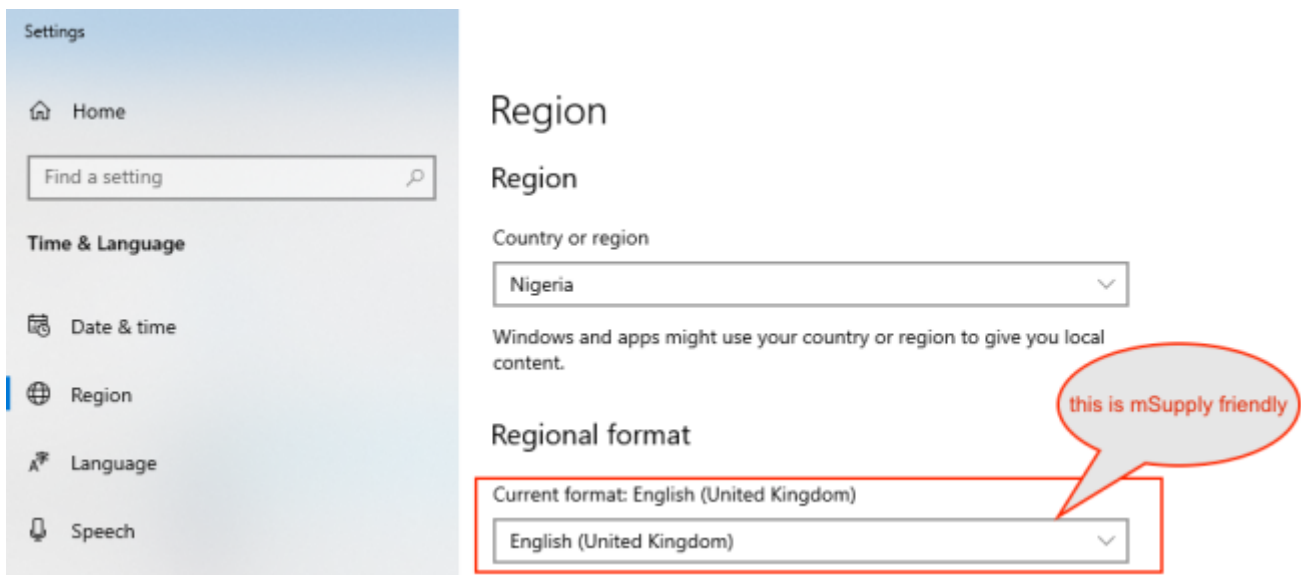 Settings
Home
Find a setting
Time & Language
Date & time
Region
Language
Speech
Region
Region
Country or region
Nigeria
Windows and apps might use your country or region to give you local
content.
this is mSupply friendly
Regional format
Current format: English (United Kingdom)
English (United Kingdom)